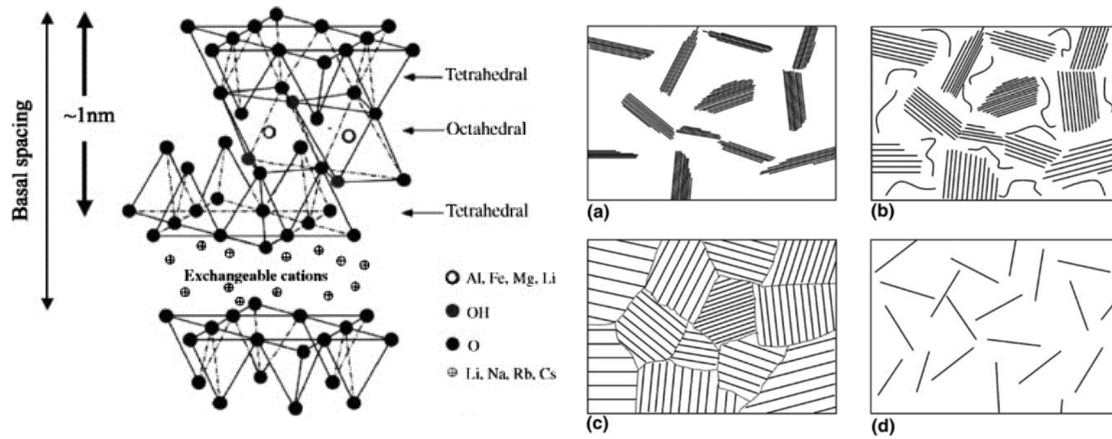 Basal spacing
~1nm
Tetrahedral
Octahedral
Tetrahedral
Exchangeable cations
Al, Fe, Mg, Li
OH
O
Li, Na, Rb, Cs
(a)
(b)
(c)
(d)